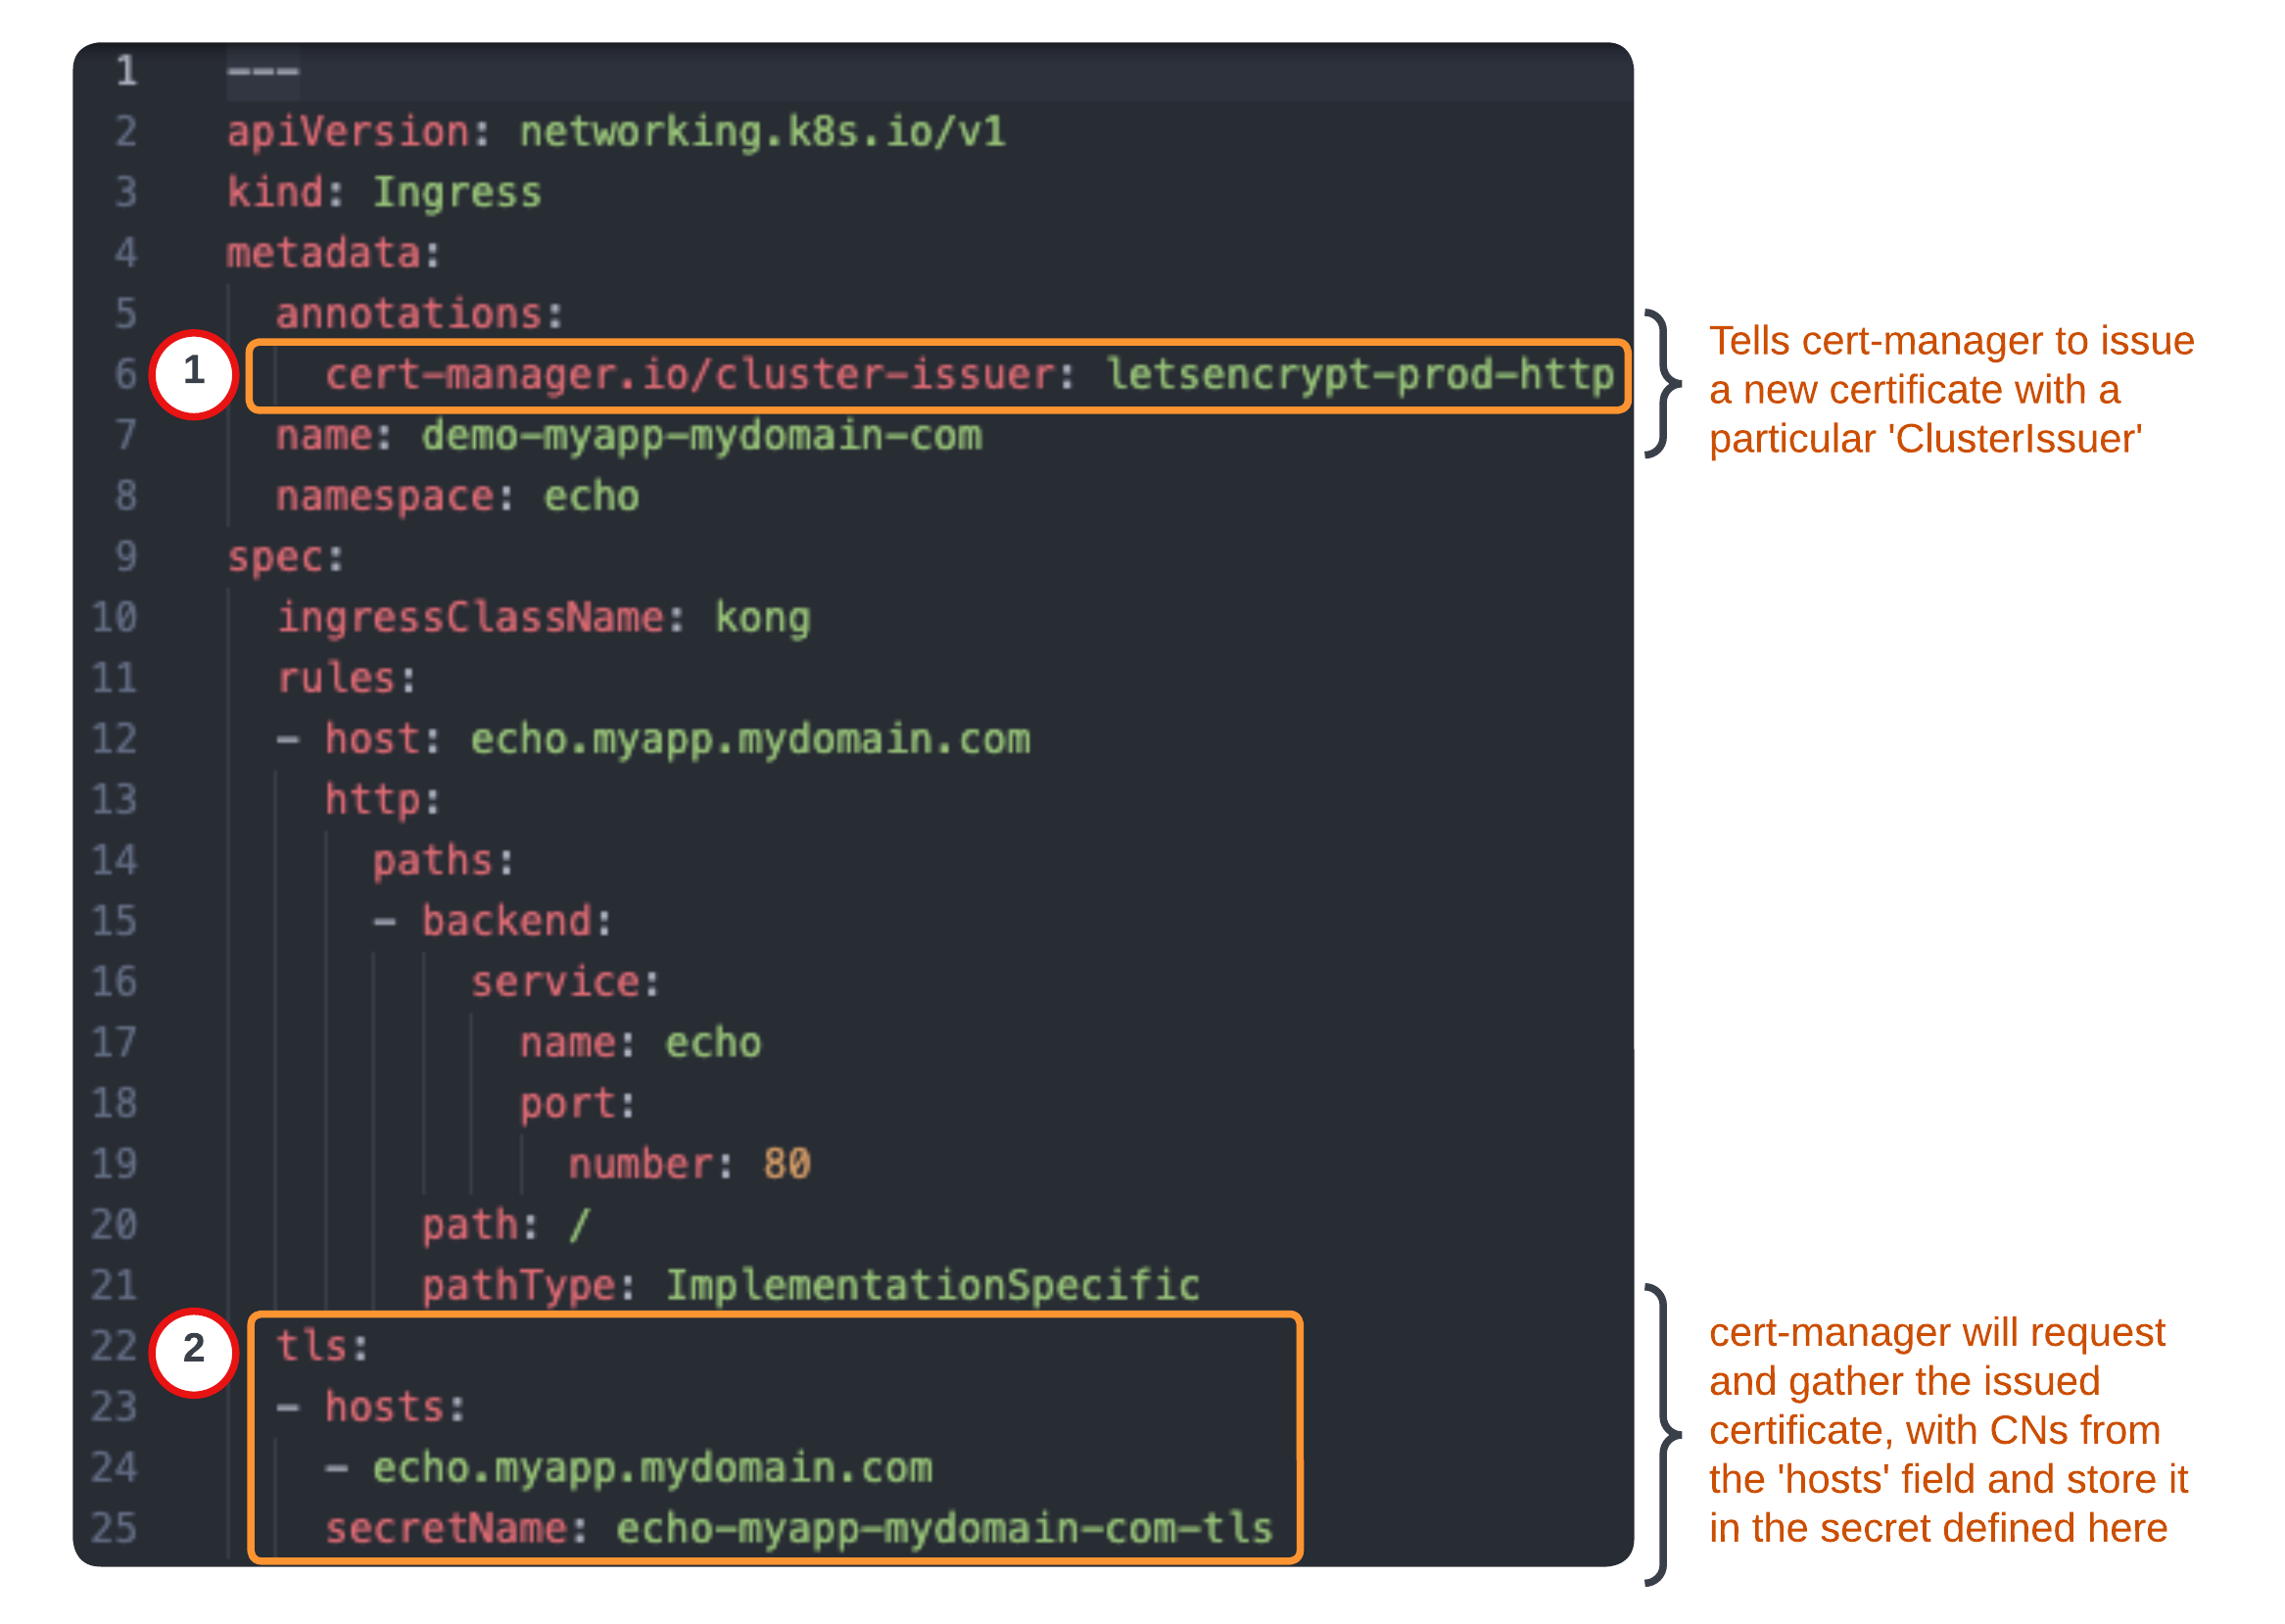 1 ---
2 apiVersion: networking.k8s.io/v1
3 kind: Ingress
4 metadata:
5   annotations:
1
6     cert-manager.io/cluster-issuer: letsencrypt-prod-http
7   name: demo-myapp-mydomain-com
8   namespace: echo
9 spec:
10   ingressClassName: kong
11   rules:
12   - host: echo.myapp.mydomain.com
13     http:
14       paths:
15       - backend:
16           service:
17             name: echo
18             port:
19               number: 80
20         path: /
21         pathType: ImplementationSpecific
2
22   tls:
23   - hosts:
24     - echo.myapp.mydomain.com
25     secretName: echo-myapp-mydomain-com-tls
Tells cert-manager to issue
a new certificate with a
particular 'ClusterIssuer'
cert-manager will request
and gather the issued
certificate, with CNs from
the 'hosts' field and store it
in the secret defined here